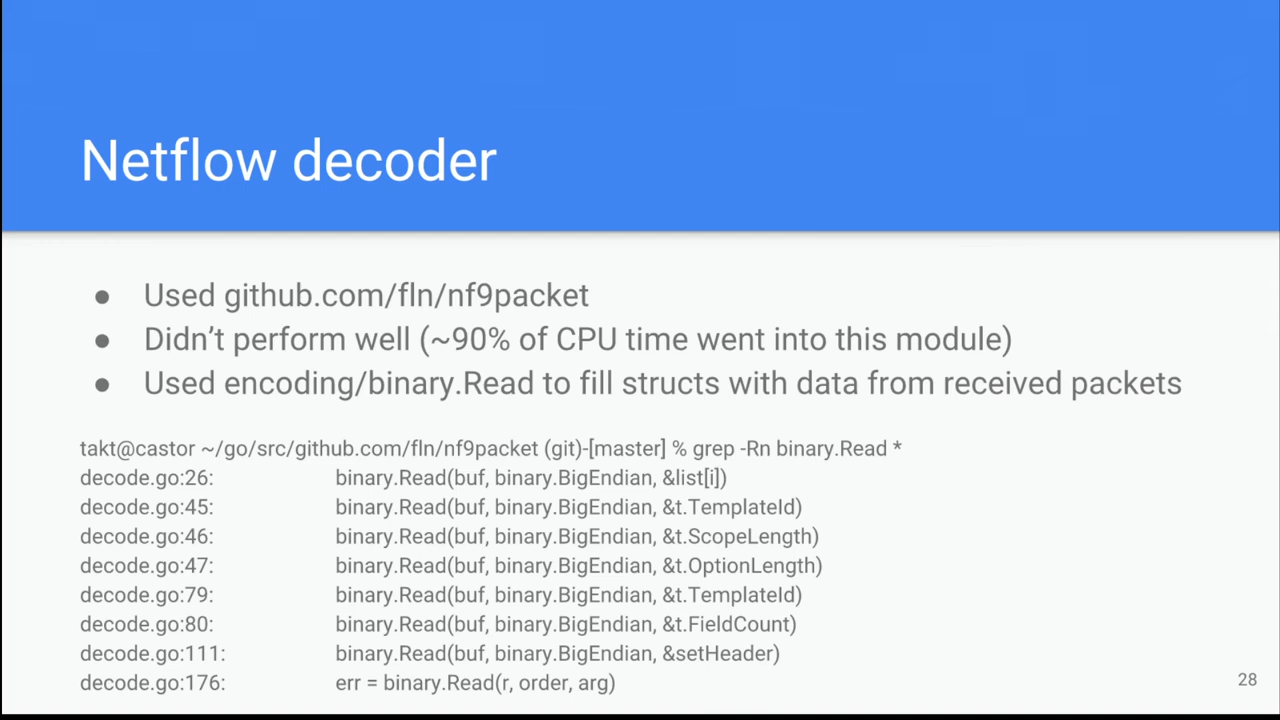 Netflow decoder
● Used github.com/fln/nf9packet
● Didn’t perform well (~90% of CPU time went into this module)
● Used encoding/binary.Read to fill structs with data from received packets
takt@castor ~/go/src/github.com/fln/nf9packet (git)-[master] % grep -Rn binary.Read *
decode.go:26: binary.Read(buf, binary.BigEndian, &list[i])
decode.go:45: binary.Read(buf, binary.BigEndian, &t.TemplateId)
decode.go:46: binary.Read(buf, binary.BigEndian, &t.ScopeLength)
decode.go:47: binary.Read(buf, binary.BigEndian, &t.OptionLength)
decode.go:79: binary.Read(buf, binary.BigEndian, &t.TemplateId)
decode.go:80: binary.Read(buf, binary.BigEndian, &t.FieldCount)
decode.go:111: binary.Read(buf, binary.BigEndian, &setHeader)
decode.go:176: err = binary.Read(r, order, arg)
28